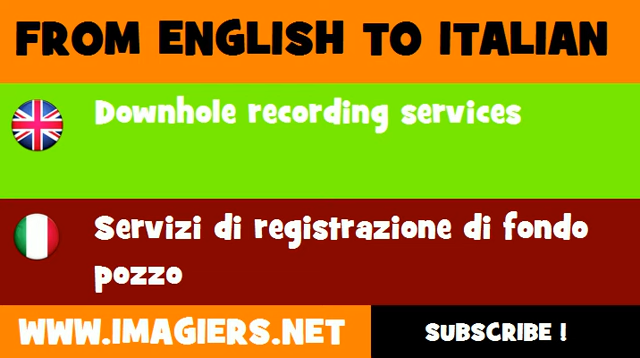 FROM ENGLISH TO ITALIAN
Downhole recording services
Servizi di registrazione di fondo
pozzo
WWW.IMAGIERS.NET
SUBSCRIBE !